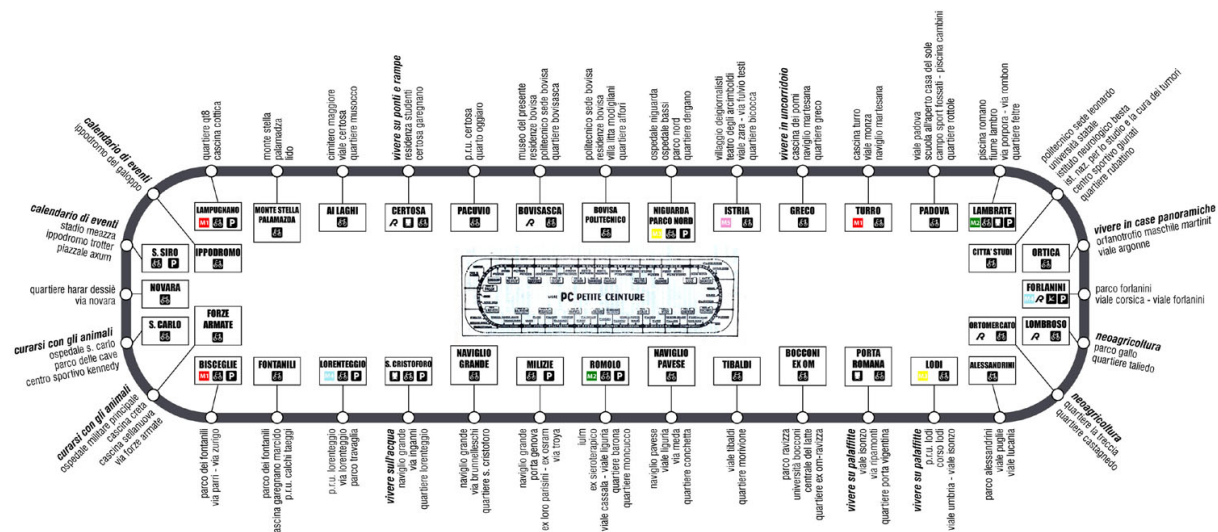 calendario di eventi
ippodromo del galoppo
quartiere qt8
cascina cottica
monte stella
palamadza
lido
cimitero maggiore
viale certosa
quartiere musocco
vivere su ponti e rampe
residenza studenti
certosa garegnano
p.r.u. certosa
quarto oggiaro
museo del presente
residenze bovisa
politecnico sede bovisa
quartiere bovisasca
politecnico sede bovisa
residenze bovisa
villa litta modigliani
quartiere affori
ospedale niguarda
ospedale bassi
parco nord
quartiere dergano
villaggio deigiornalisti
teatro degli arcimboldi
viale zara - via fulvio testi
quartiere bicocca
vivere in uncorridoio
cascina dei pomi
naviglio martesana
quartiere greco
cascina turro
viale monza
naviglio martesana
viale padova
scuola all'aperto casa del sole
campo sport fossati - piscina cambini
quartiere rottole
piscina romano
fiume lambro
via porpora - via rombon
quartiere feltre
politecnico sede leonardo
università statale
istituto neurologico besta
ist. naz. per lo studio e la cura dei tumori
centro sportivo giuriati
quartiere rubattino
calendario di eventi
stadio meazza
ippodromo trotter
piazzale axum
vivere in case panoramiche
orfanotrofio maschile martinit
viale argonne
LAMPUGNANO
M1 P
MONTE STELLA
PALAMAZDA
AI LAGHI
CERTOSA
R P
PACUVIO
BOVISASCA
R P
BOVISA
POLITECNICO
NIGUARDA
PARCO NORD
P
ISTRIA
GRECO
R
TURRO
M1
PADOVA
LAMBRATE
M2 P
S. SIRO
P
IPPODROMO
CITTA' STUDI
ORTICA
quartiere harar dessié
via novara
NOVARA
PC PETITE CEINTURE
FORLANINI
R K P
parco forlanini
viale corsica - viale forlanini
S. CARLO
FORZE
ARMATE
ORTOMERCATO
R
LOMBROSO
R P
curarsi con gli animali
ospedale s. carlo
parco delle cave
centro sportivo kennedy
neoagricoltura
parco gallo
quartiere taliedo
BISCEGLIE
M1 P
FONTANILI
LORENTEGGIO
R P
S. CRISTOFORO
P
NAVIGLIO
GRANDE
MILIZIE
P
ROMOLO
M2 P
NAVIGLIO
PAVESE
TIBALDI
BOCCONI
EX OM
PORTA
ROMANA
LODI
P
ALESSANDRINI
curarsi con gli animali
ospedale militare principale
cascina creta
cascina sellanuova
via forze armate
parco dei fontanili
via parri - via zurigo
parco dei fontanili
cascina garegnano marcido
p.r.u. calchi taeggi
p.r.u. lorenteggio
via lorenteggio
parco travaglia
vivere sull'acqua
naviglio grande
via inganni
quartiere lorenteggio
naviglio grande
via brunelleschi
quartiere s. cristoforo
naviglio grande
porta genova
ex loro parisini - ex osram
via troya
iulm
ex sieroterapico
viale cassala - viale liguria
quartiere barona
quartiere moncucco
naviglio pavese
viale liguria
via meda
quartiere conchetta
viale tibaldi
quartiere morivione
parco ravizza
università bocconi
centrale del latte
quartiere ex om-ravizza
vivere su palafitte
viale isonzo
via ripamonti
quartiere porta vigentina
vivere su palafitte
p.r.u. lodi
corso lodi
viale umbria - viale isonzo
parco alessandrini
viale puglie
viale lucania
neoagricoltura
quartiere la trecca
quartiere castagnedo